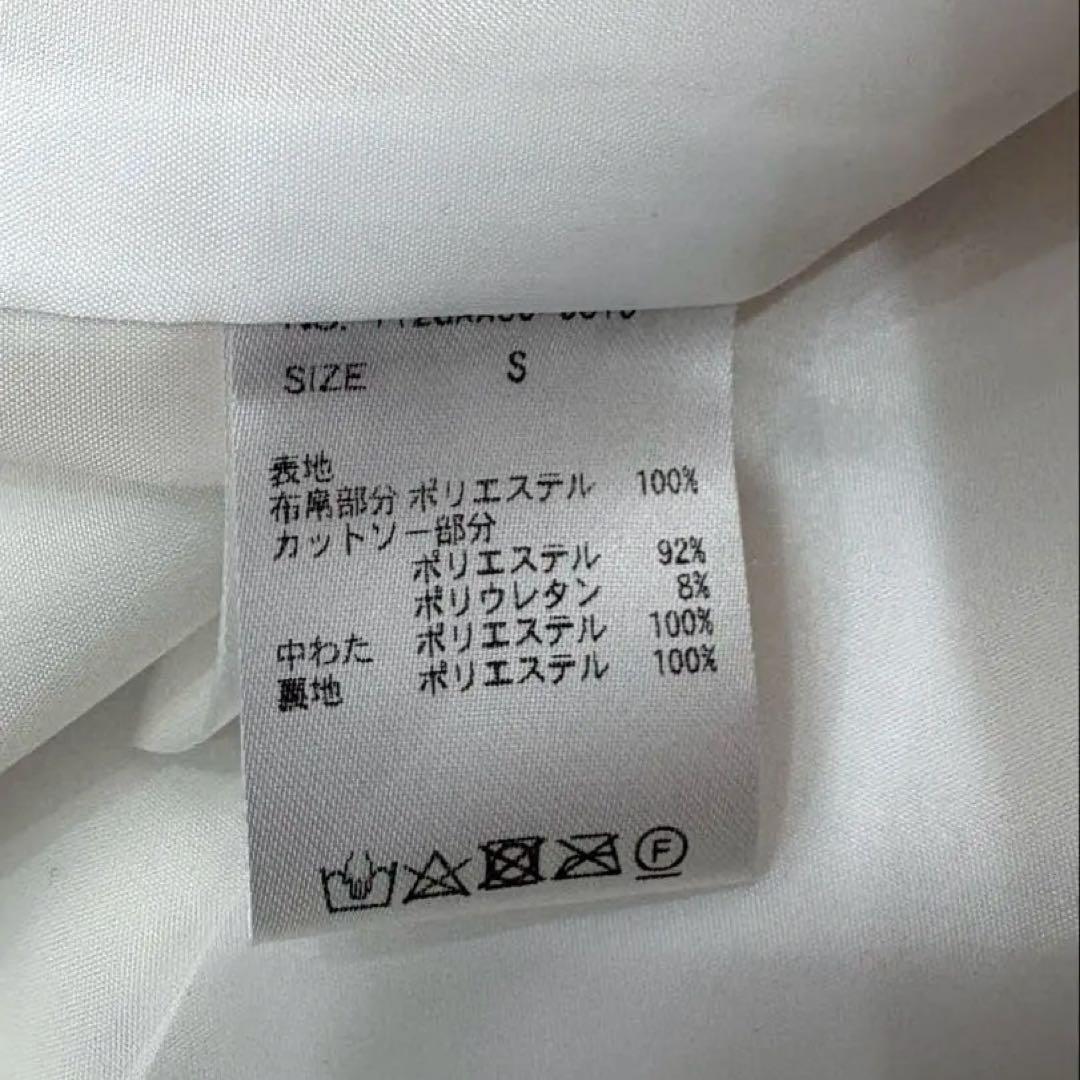 SIZE S
表地
布帛部分 ポリエステル 100%
カットソー部分
ポリエステル 92%
ポリウレタン 8%
中わた ポリエステル 100%
裏地 ポリエステル 100%
F